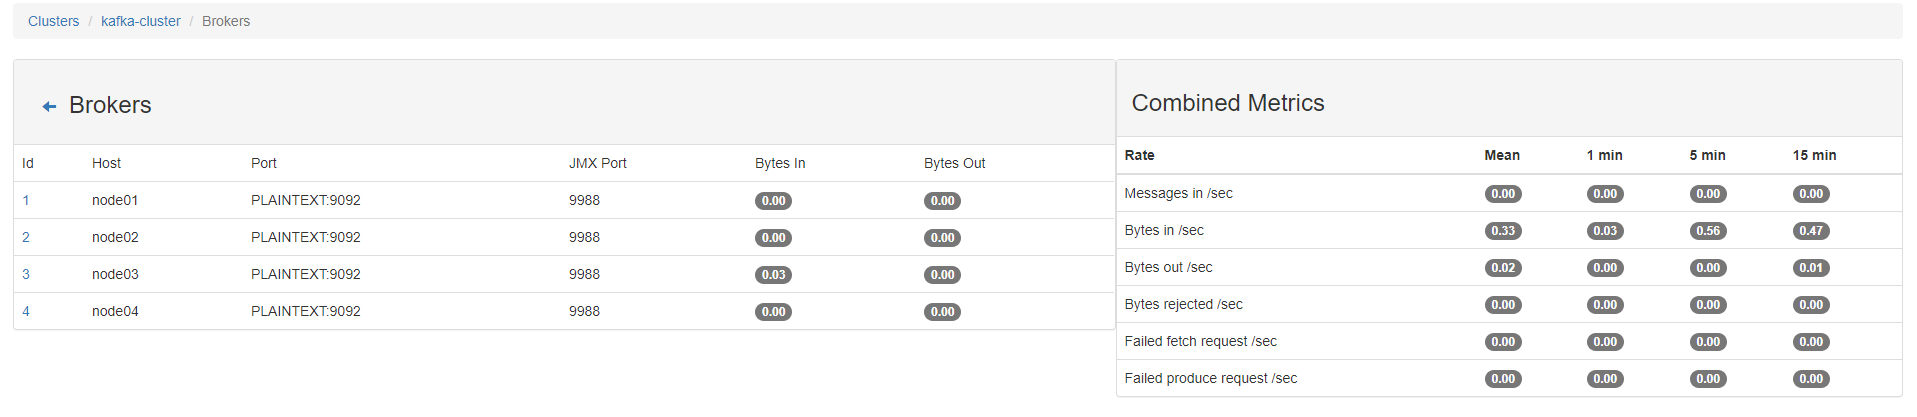 Clusters / kafka-cluster / Brokers
Brokers
Id Host Port JMX Port Bytes In Bytes Out
1 node01 PLAINTEXT:9092 9988 0.00 0.00
2 node02 PLAINTEXT:9092 9988 0.00 0.00
3 node03 PLAINTEXT:9092 9988 0.03 0.00
4 node04 PLAINTEXT:9092 9988 0.00 0.00
Combined Metrics
Rate Mean 1 min 5 min 15 min
Messages in /sec 0.00 0.00 0.00 0.00
Bytes in /sec 0.33 0.03 0.56 0.47
Bytes out /sec 0.02 0.00 0.00 0.01
Bytes rejected /sec 0.00 0.00 0.00 0.00
Failed fetch request /sec 0.00 0.00 0.00 0.00
Failed produce request /sec 0.00 0.00 0.00 0.00